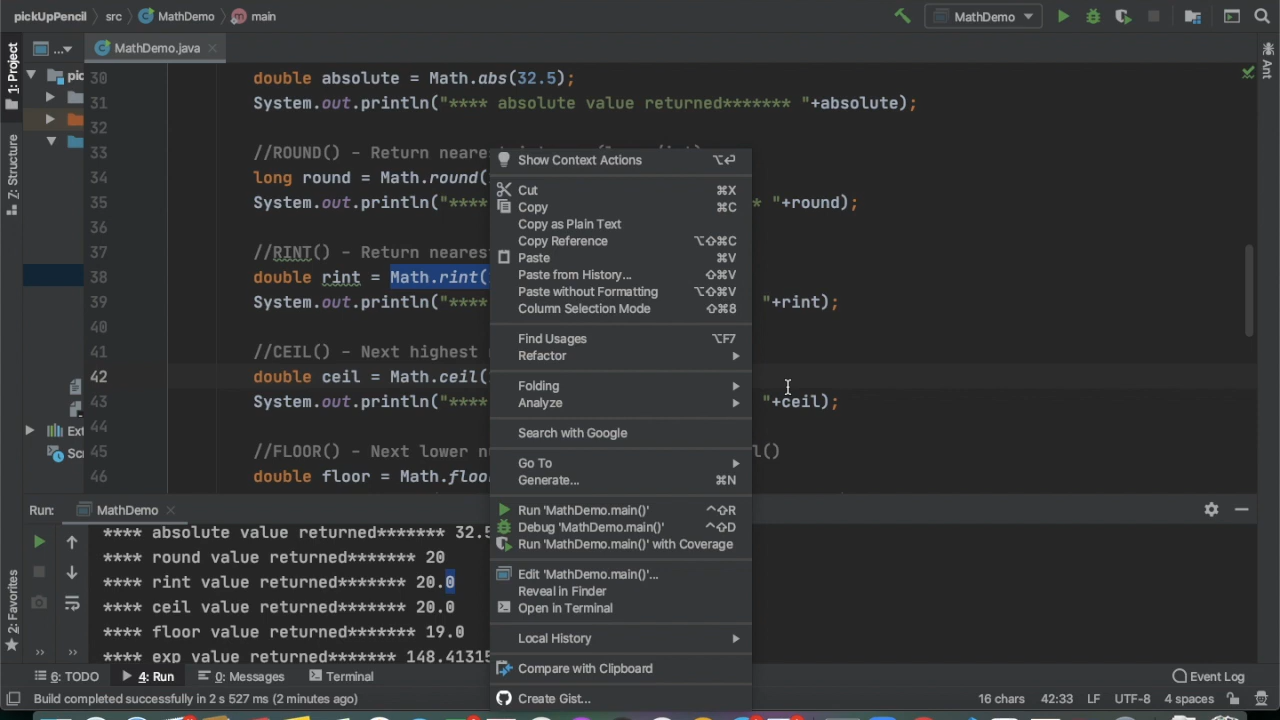 pickUpPencil src MathDemo main
MathDemo
1: Project
...
MathDemo.java
Ant
30 double absolute = Math.abs(32.5);
31 System.out.println("**** absolute value returned******* "+absolute);
32
33 //ROUND() - Return
34 long round = Math.round(
35 System.out.println("**** * "+round);
36
37 //RINT() - Return nearest
38 double rint = Math.rint(
39 System.out.println("**** "+rint);
40
41 //CEIL() - Next highest
42 double ceil = Math.ceil(
43 System.out.println("**** "+ceil);
44
45 //FLOOR() - Next lower l()
46 double floor = Math.floo
Z: Structure
2: Favorites
Show Context Actions ⌥⏎
Cut ⌘X
Copy ⌘C
Copy as Plain Text
Copy Reference ⌥⇧⌘C
Paste ⌘V
Paste from History... ⇧⌘V
Paste without Formatting ⌥⇧⌘V
Column Selection Mode ⇧⌘8
Find Usages ⌥F7
Refactor
Folding
Analyze
Search with Google
Go To
Generate... ⌘N
Run 'MathDemo.main()' ^⇧R
Debug 'MathDemo.main()' ^⇧D
Run 'MathDemo.main()' with Coverage
Edit 'MathDemo.main()'...
Reveal in Finder
Open in Terminal
Local History
Compare with Clipboard
Create Gist...
Run: MathDemo
**** absolute value returned******* 32.5
**** round value returned******* 20
**** rint value returned******* 20.0
**** ceil value returned******* 20.0
**** floor value returned******* 19.0
**** exp value returned******* 148.41315
6: TODO 4: Run 0: Messages Terminal Event Log
Build completed successfully in 2 s 527 ms (2 minutes ago) 16 chars 42:33 LF UTF-8 4 spaces